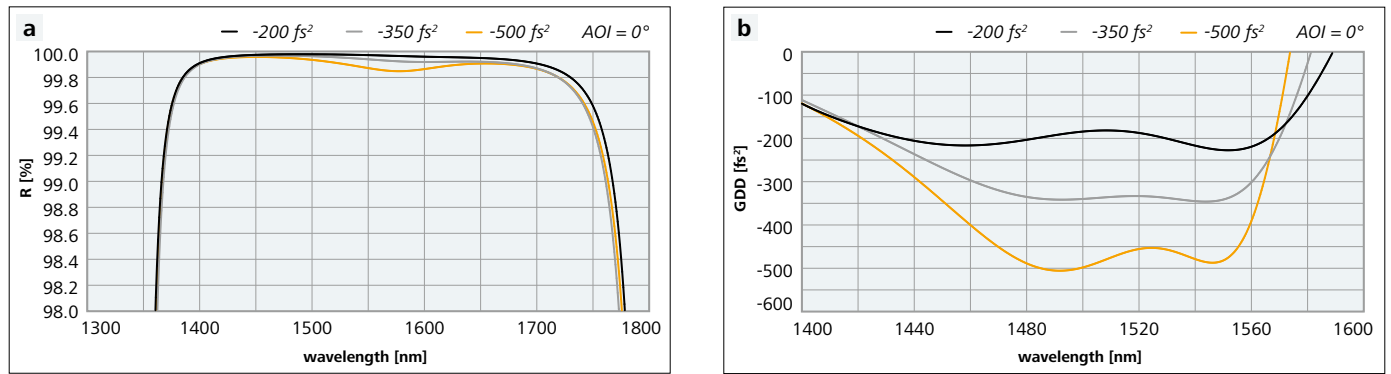 a
-200 fs² -350 fs² -500 fs² AOI = 0°
100.0
99.8
99.6
99.4
99.2
99.0
98.8
98.6
98.4
98.2
98.0
R [%]
1300 1400 1500 1600 1700 1800
wavelength [nm]
b
-200 fs² -350 fs² -500 fs² AOI = 0°
0
-100
-200
-300
-400
-500
-600
GDD [fs²]
1400 1440 1480 1520 1560 1600
wavelength [nm]